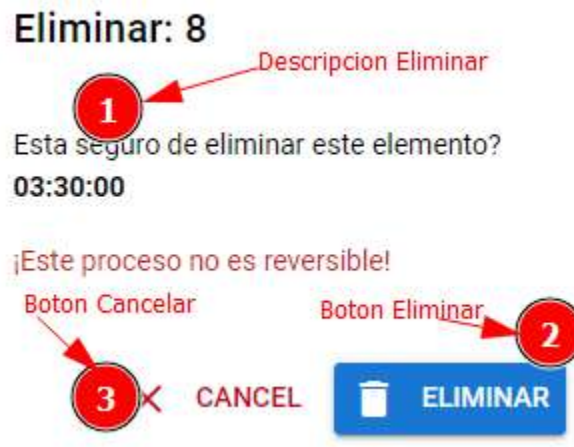 Eliminar: 8
Descripcion Eliminar
1
Esta seguro de eliminar este elemento?
03:30:00
¡Este proceso no es reversible!
Boton Cancelar
Boton Eliminar
2
3
CANCEL
ELIMINAR